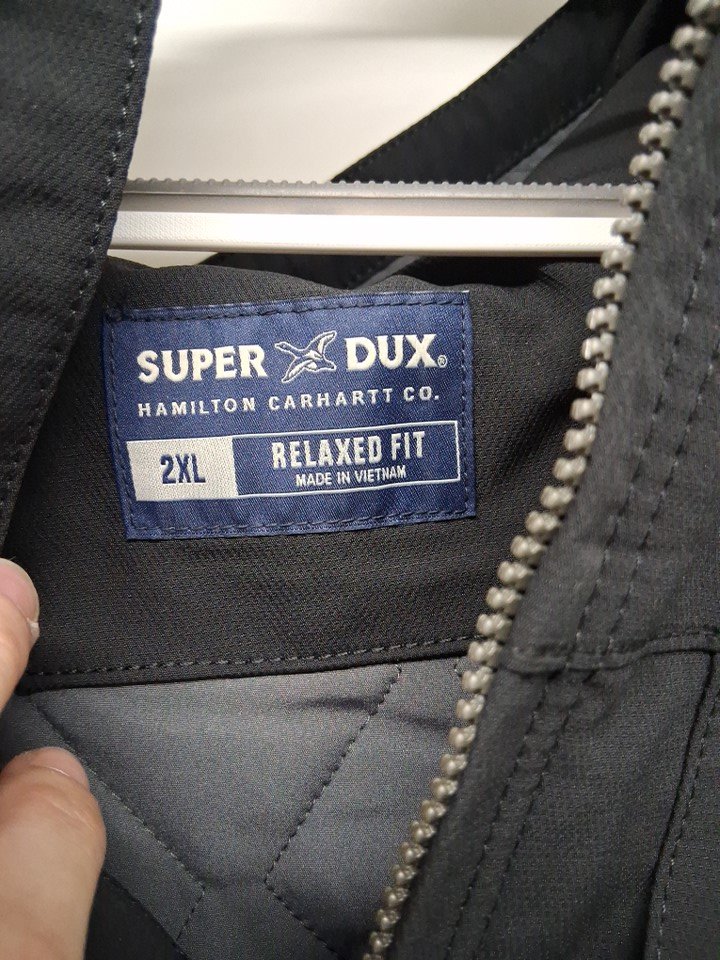 SUPER DUX®
HAMILTON CARHARTT CO.
2XL
RELAXED FIT
MADE IN VIETNAM